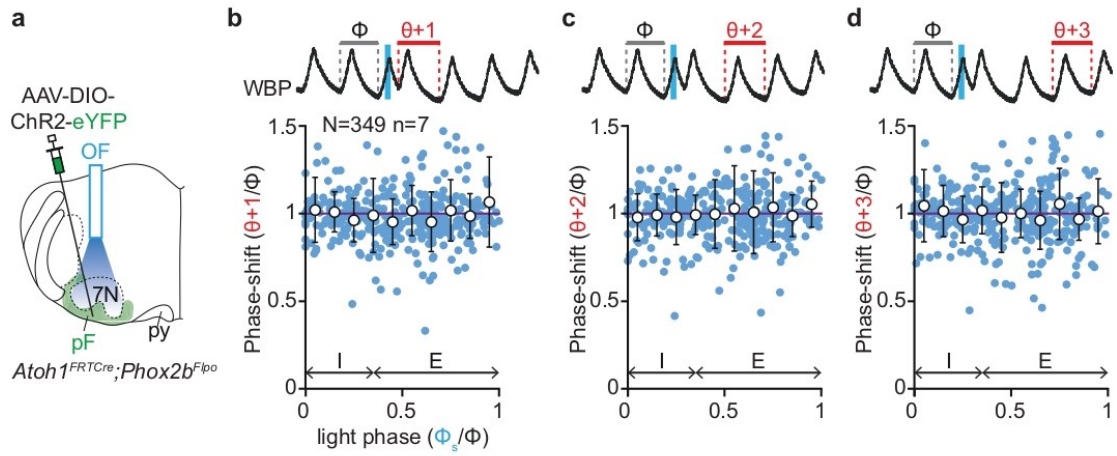 a
AAV-DIO-
ChR2-eYFP
OF
7N
pF
py
Atoh1FRTCre;Phox2bFlpo
b
Φ
θ+1
WBP
N=349 n=7
Phase-shift (θ+1/Φ)
1.5
1
0.5
0
I
E
0
0.5
1
light phase (Φs/Φ)
c
Φ
θ+2
Phase-shift (θ+2/Φ)
1.5
1
0.5
0
I
E
0
0.5
1
d
Φ
θ+3
Phase-shift (θ+3/Φ)
1.5
1
0.5
0
I
E
0
0.5
1